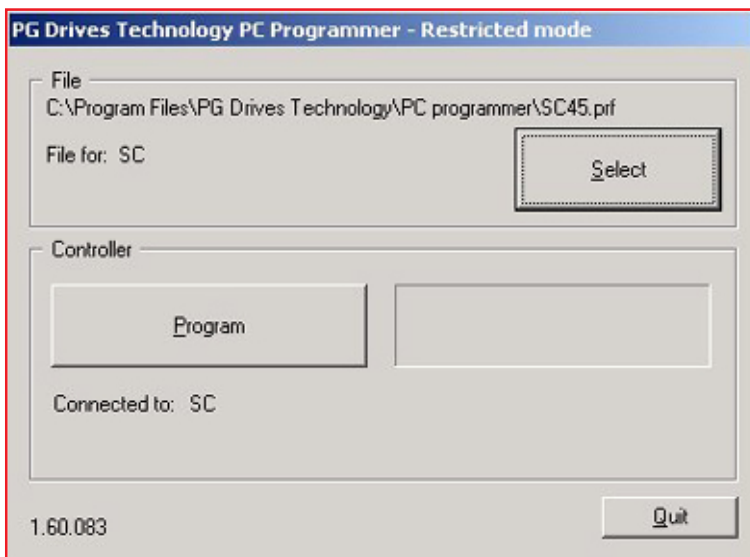 PG Drives Technology PC Programmer - Restricted mode
File
C:\Program Files\PG Drives Technology\PC programmer\SC45.prf
File for: SC
Select
Controller
Program
Connected to: SC
1.60.083
Quit